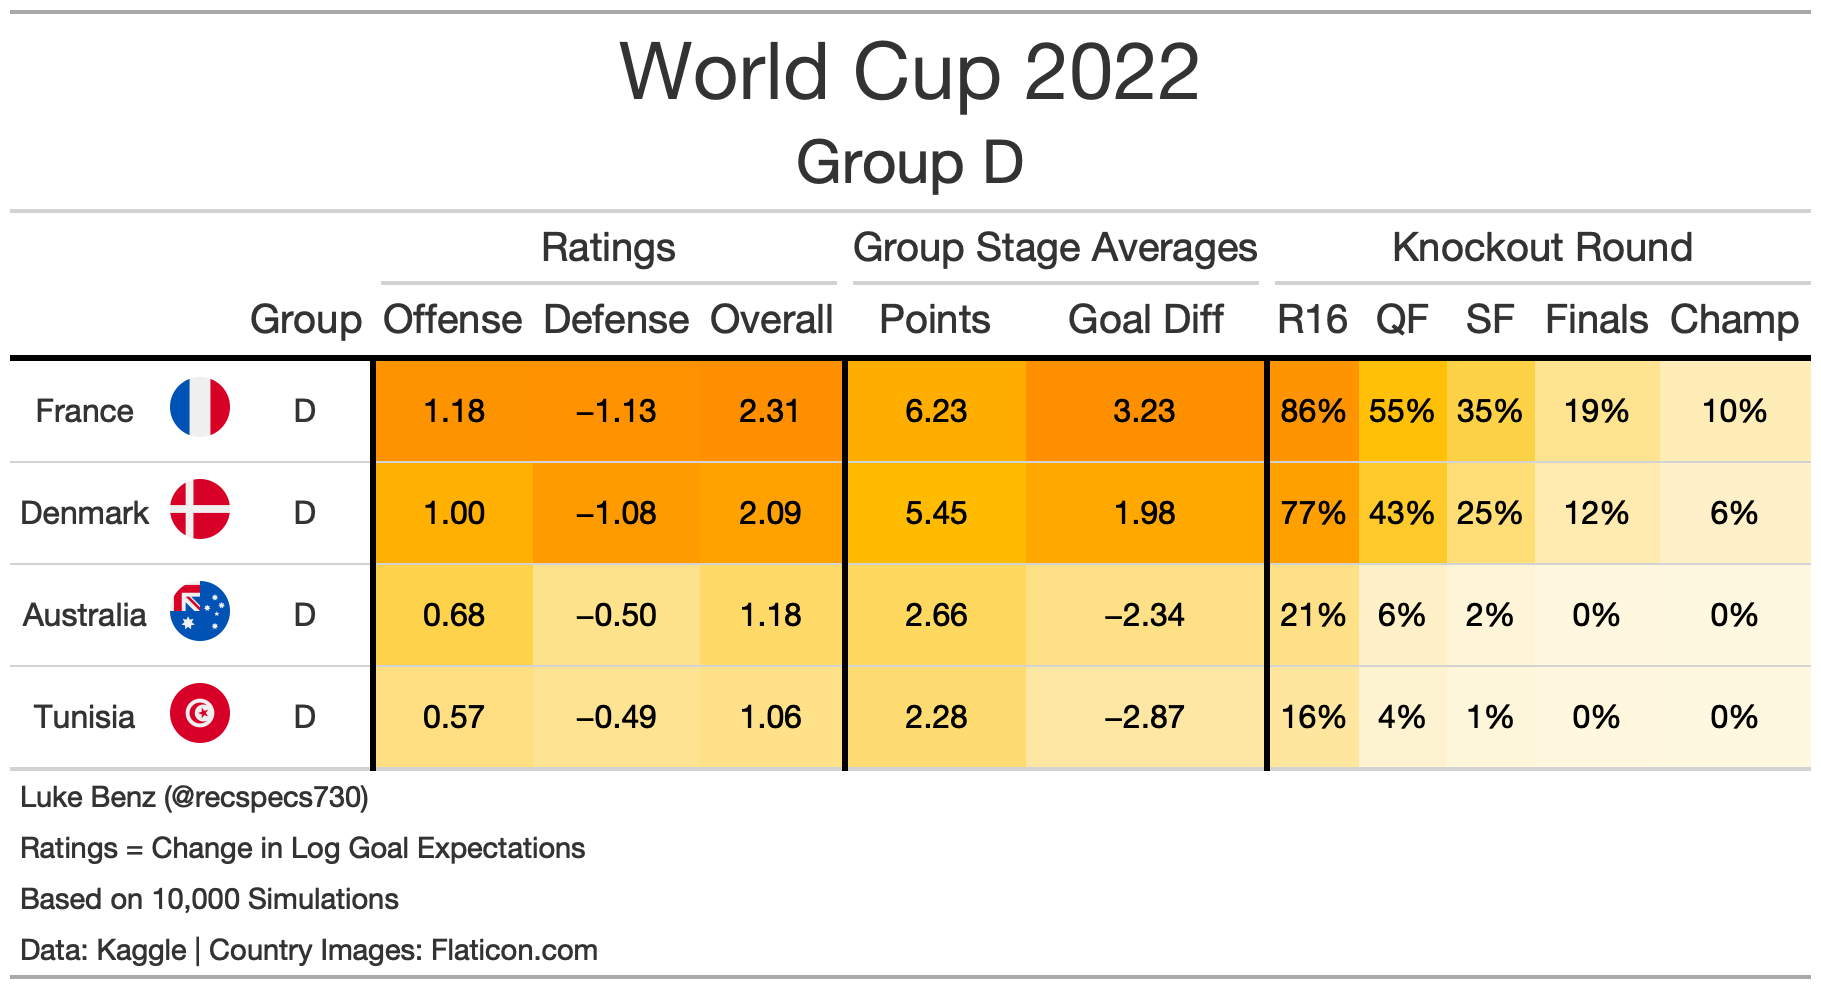 World Cup 2022
Group D
Ratings Group Stage Averages Knockout Round
Group Offense Defense Overall Points Goal Diff R16 QF SF Finals Champ
France D 1.18 −1.13 2.31 6.23 3.23 86% 55% 35% 19% 10%
Denmark D 1.00 −1.08 2.09 5.45 1.98 77% 43% 25% 12% 6%
Australia D 0.68 −0.50 1.18 2.66 −2.34 21% 6% 2% 0% 0%
Tunisia D 0.57 −0.49 1.06 2.28 −2.87 16% 4% 1% 0% 0%
Luke Benz (@recspecs730)
Ratings = Change in Log Goal Expectations
Based on 10,000 Simulations
Data: Kaggle | Country Images: Flaticon.com